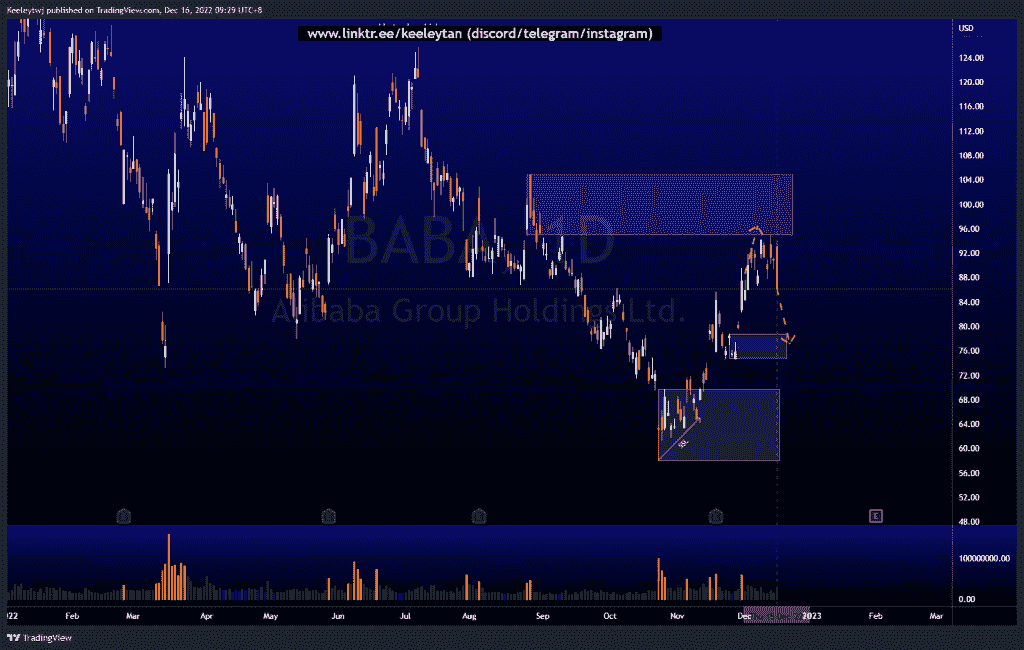 Keeleytwj published on TradingView.com, Dec 16, 2022 09:29 UTC+8
www.linktr.ee/keeleytan (discord/telegram/instagram)
USD
124.00
120.00
116.00
112.00
108.00
104.00
100.00
96.00
92.00
88.00
84.00
80.00
76.00
72.00
68.00
64.00
60.00
56.00
52.00
48.00
BABA, 1D
Alibaba Group Holdings Ltd.
E
100000000.00
0.00
022
Feb
Mar
Apr
May
Jun
Jul
Aug
Sep
Oct
Nov
Dec
2023
Feb
Mar
TradingView